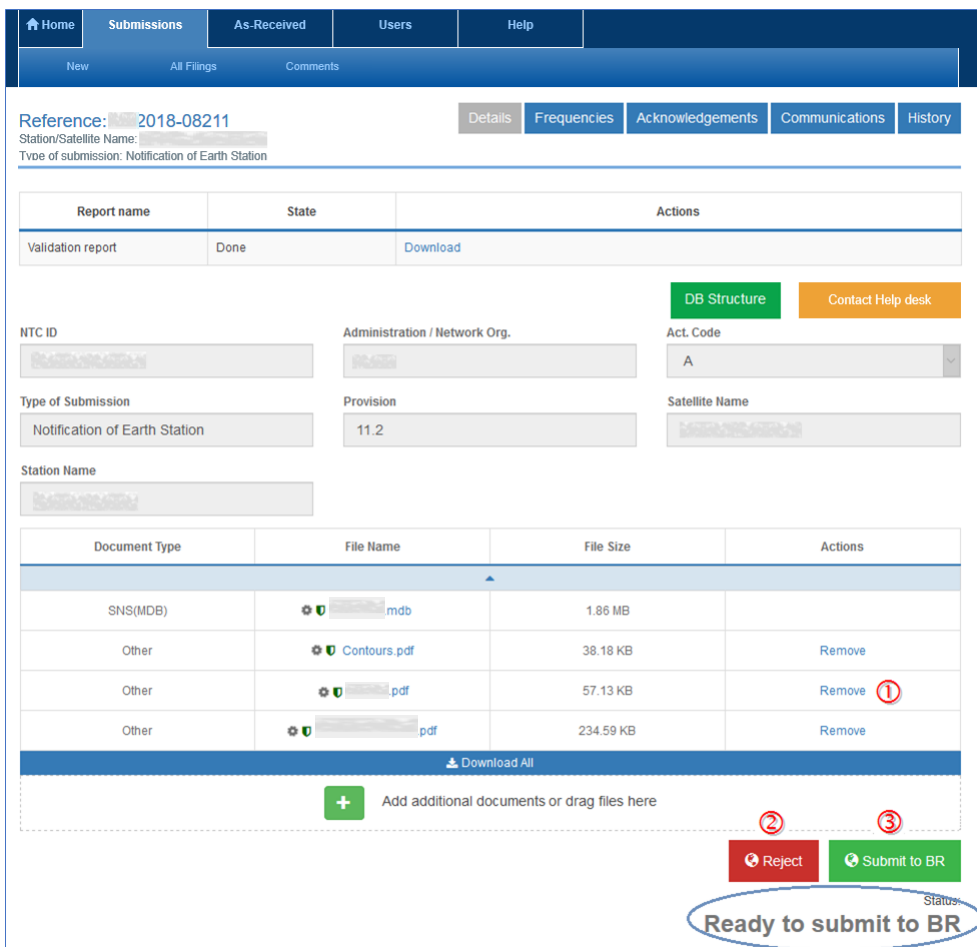 Home Submissions As-Received Users Help
New All Filings Comments
Reference: 2018-08211
Details Frequencies Acknowledgements Communications History
Station/Satellite Name:
Type of submission: Notification of Earth Station
Report name State Actions
Validation report Done Download
DB Structure Contact Help desk
NTC ID Administration / Network Org. Act. Code
A
Type of Submission Provision Satellite Name
Notification of Earth Station 11.2
Station Name
Document Type File Name File Size Actions
SNS(MDB) .mdb 1.86 MB
Other Contours.pdf 38.18 KB Remove
Other .pdf 57.13 KB Remove ①
Other .pdf 234.59 KB Remove
Download All
+ Add additional documents or drag files here
② ③
Reject Submit to BR
Status:
Ready to submit to BR